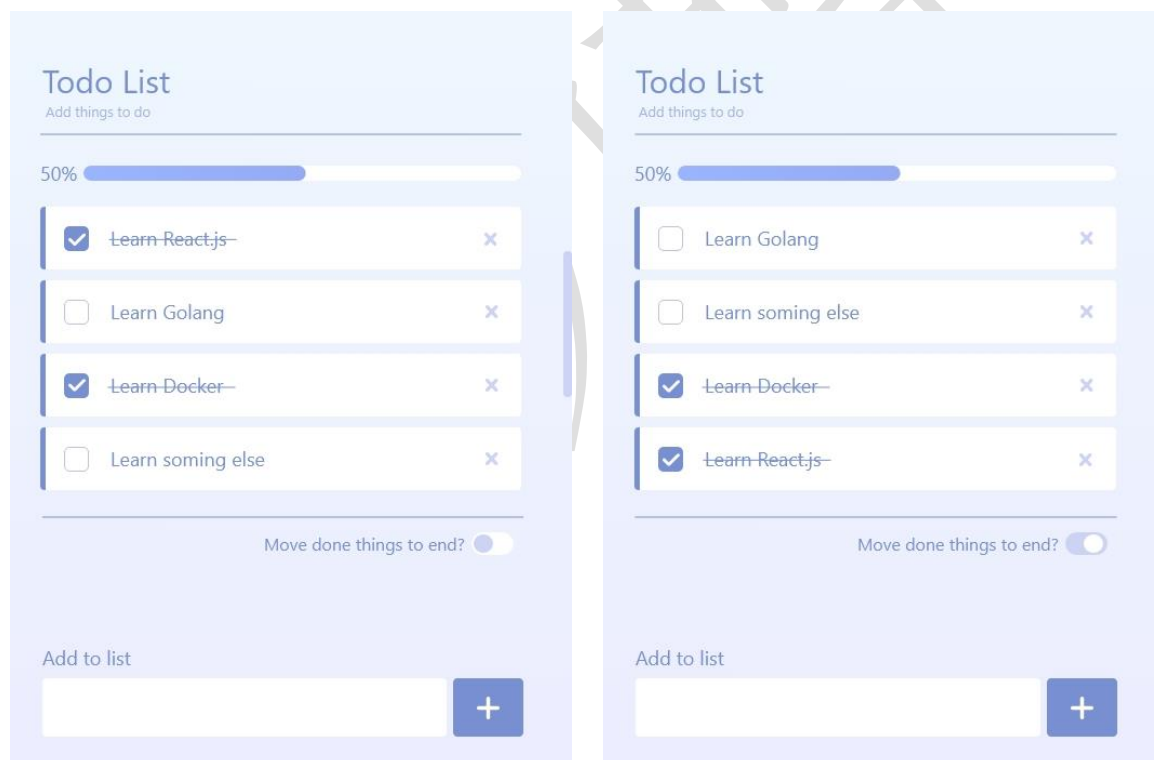 Todo List
Add things to do
50%
Learn React.js
Learn Golang
Learn Docker
Learn soming else
Move done things to end?
Add to list
Todo List
Add things to do
50%
Learn Golang
Learn soming else
Learn Docker
Learn React.js
Move done things to end?
Add to list